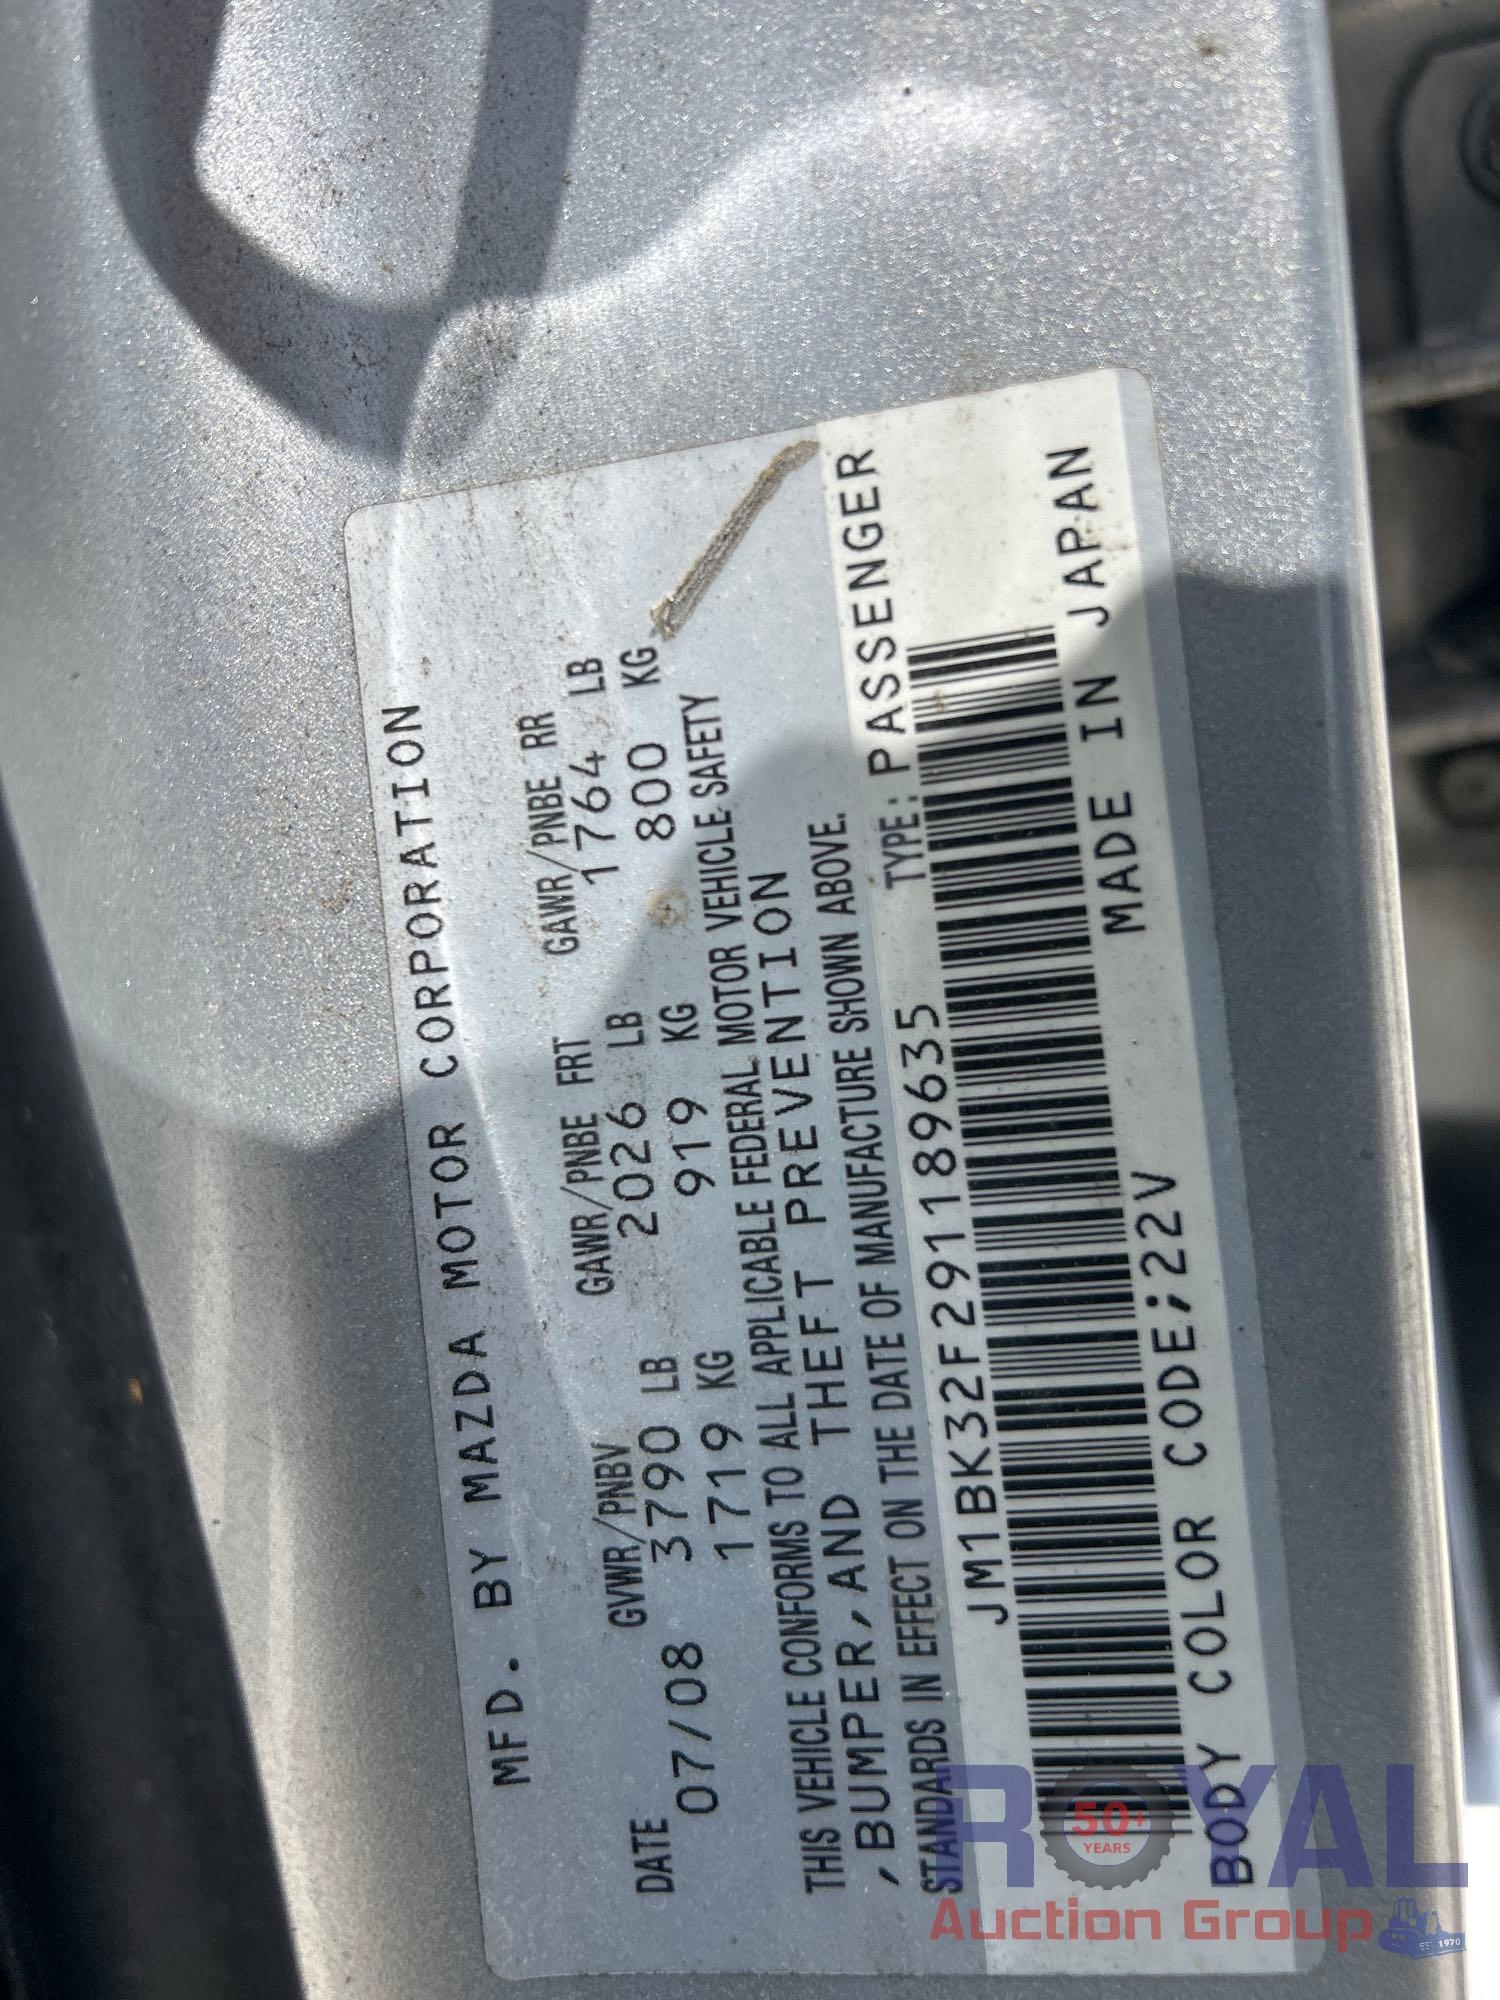 MFD. BY MAZDA MOTOR CORPORATION
DATE GVWR/PNBV GAWR/PNBE FRT GAWR/PNBE RR
07/08 3790 LB 2026 LB 1764 LB
1719 KG 919 KG 800 KG
THIS VEHICLE CONFORMS TO ALL APPLICABLE FEDERAL MOTOR VEHICLE SAFETY
,BUMPER,AND THEFT PREVENTION
STANDARDS IN EFFECT ON THE DATE OF MANUFACTURE SHOWN ABOVE.
JM1BK32F291189635 TYPE: PASSENGER
BODY COLOR CODE;22V MADE IN JAPAN
ROYAL
50+
YEARS
Auction Group
EST. 1970